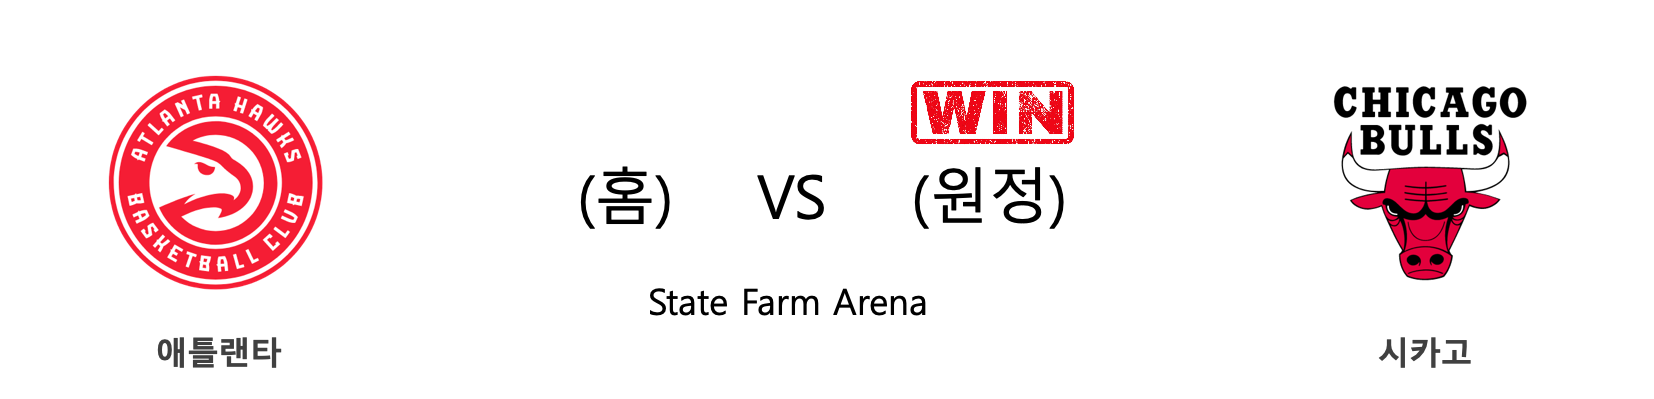 ATLANTA HAWKS
BASKETBALL CLUB
애틀랜타
(홈) VS (원정)
WIN
State Farm Arena
CHICAGO
BULLS
시카고